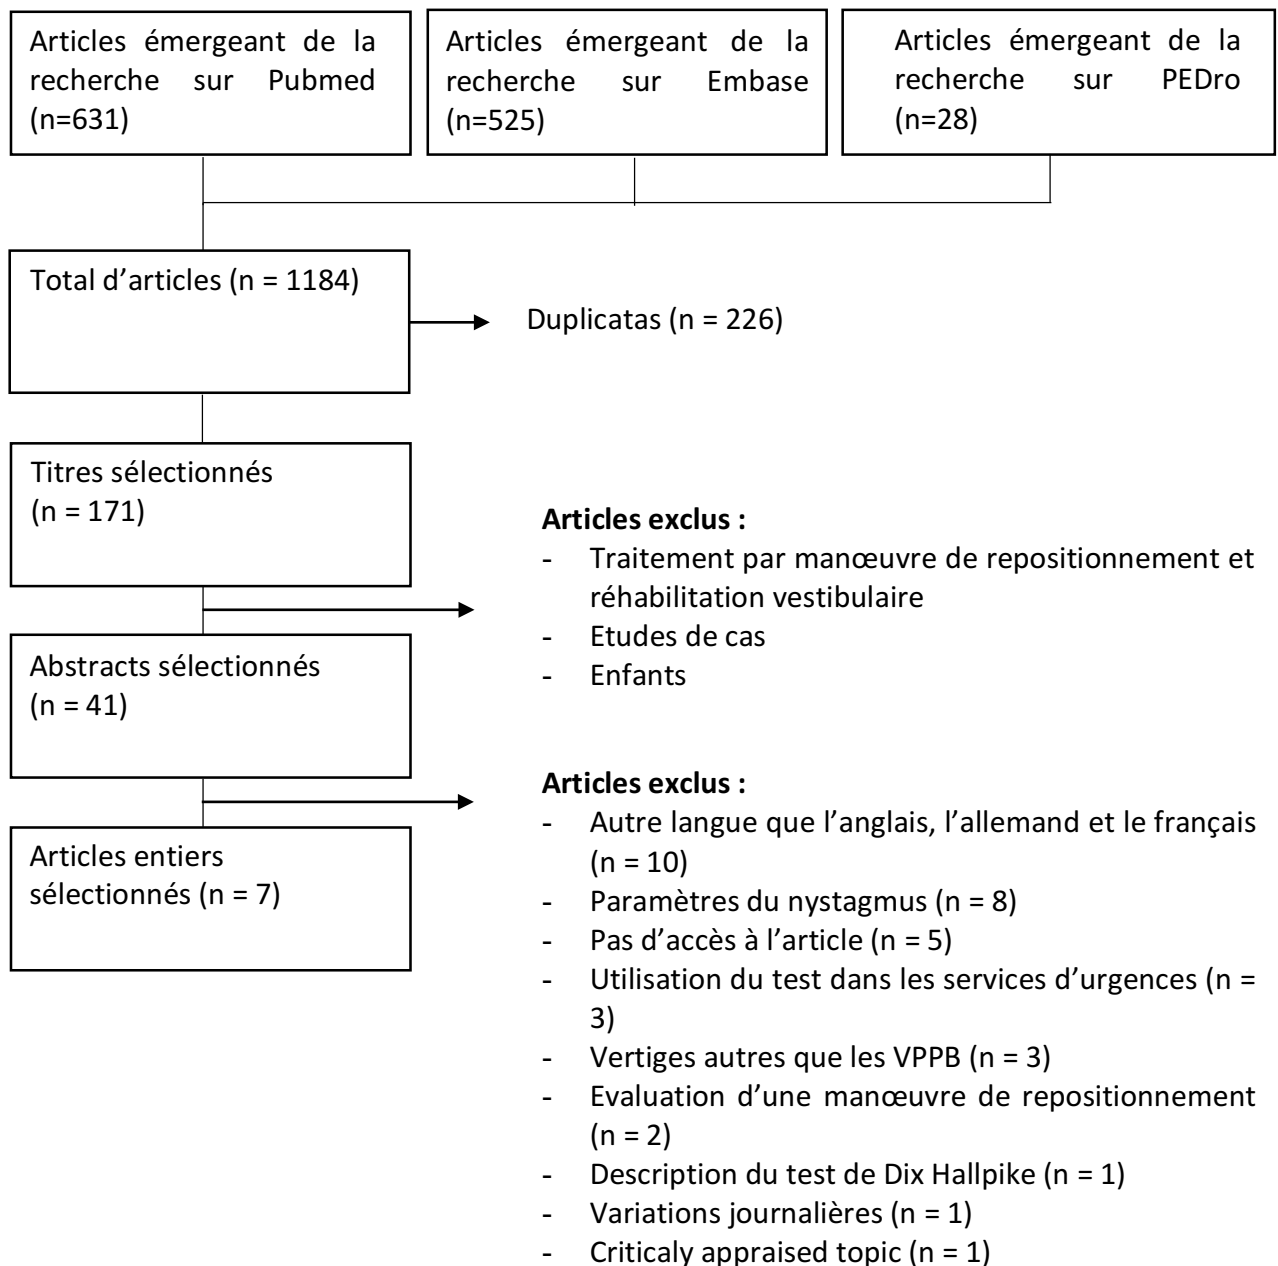 Articles émergeant de la
recherche sur Pubmed
(n=631)
Articles émergeant de la
recherche sur Embase
(n=525)
Articles émergeant de la
recherche sur PEDro
(n=28)
Total d’articles (n = 1184)
Duplicatas (n = 226)
Titres sélectionnés
(n = 171)
Articles exclus :
- Traitement par manœuvre de repositionnement et
réhabilitation vestibulaire
- Etudes de cas
- Enfants
Abstracts sélectionnés
(n = 41)
Articles exclus :
- Autre langue que l’anglais, l’allemand et le français
(n = 10)
- Paramètres du nystagmus (n = 8)
- Pas d’accès à l’article (n = 5)
- Utilisation du test dans les services d’urgences (n =
3)
- Vertiges autres que les VPPB (n = 3)
- Evaluation d’une manœuvre de repositionnement
(n = 2)
- Description du test de Dix Hallpike (n = 1)
- Variations journalières (n = 1)
- Criticaly appraised topic (n = 1)
Articles entiers
sélectionnés (n = 7)